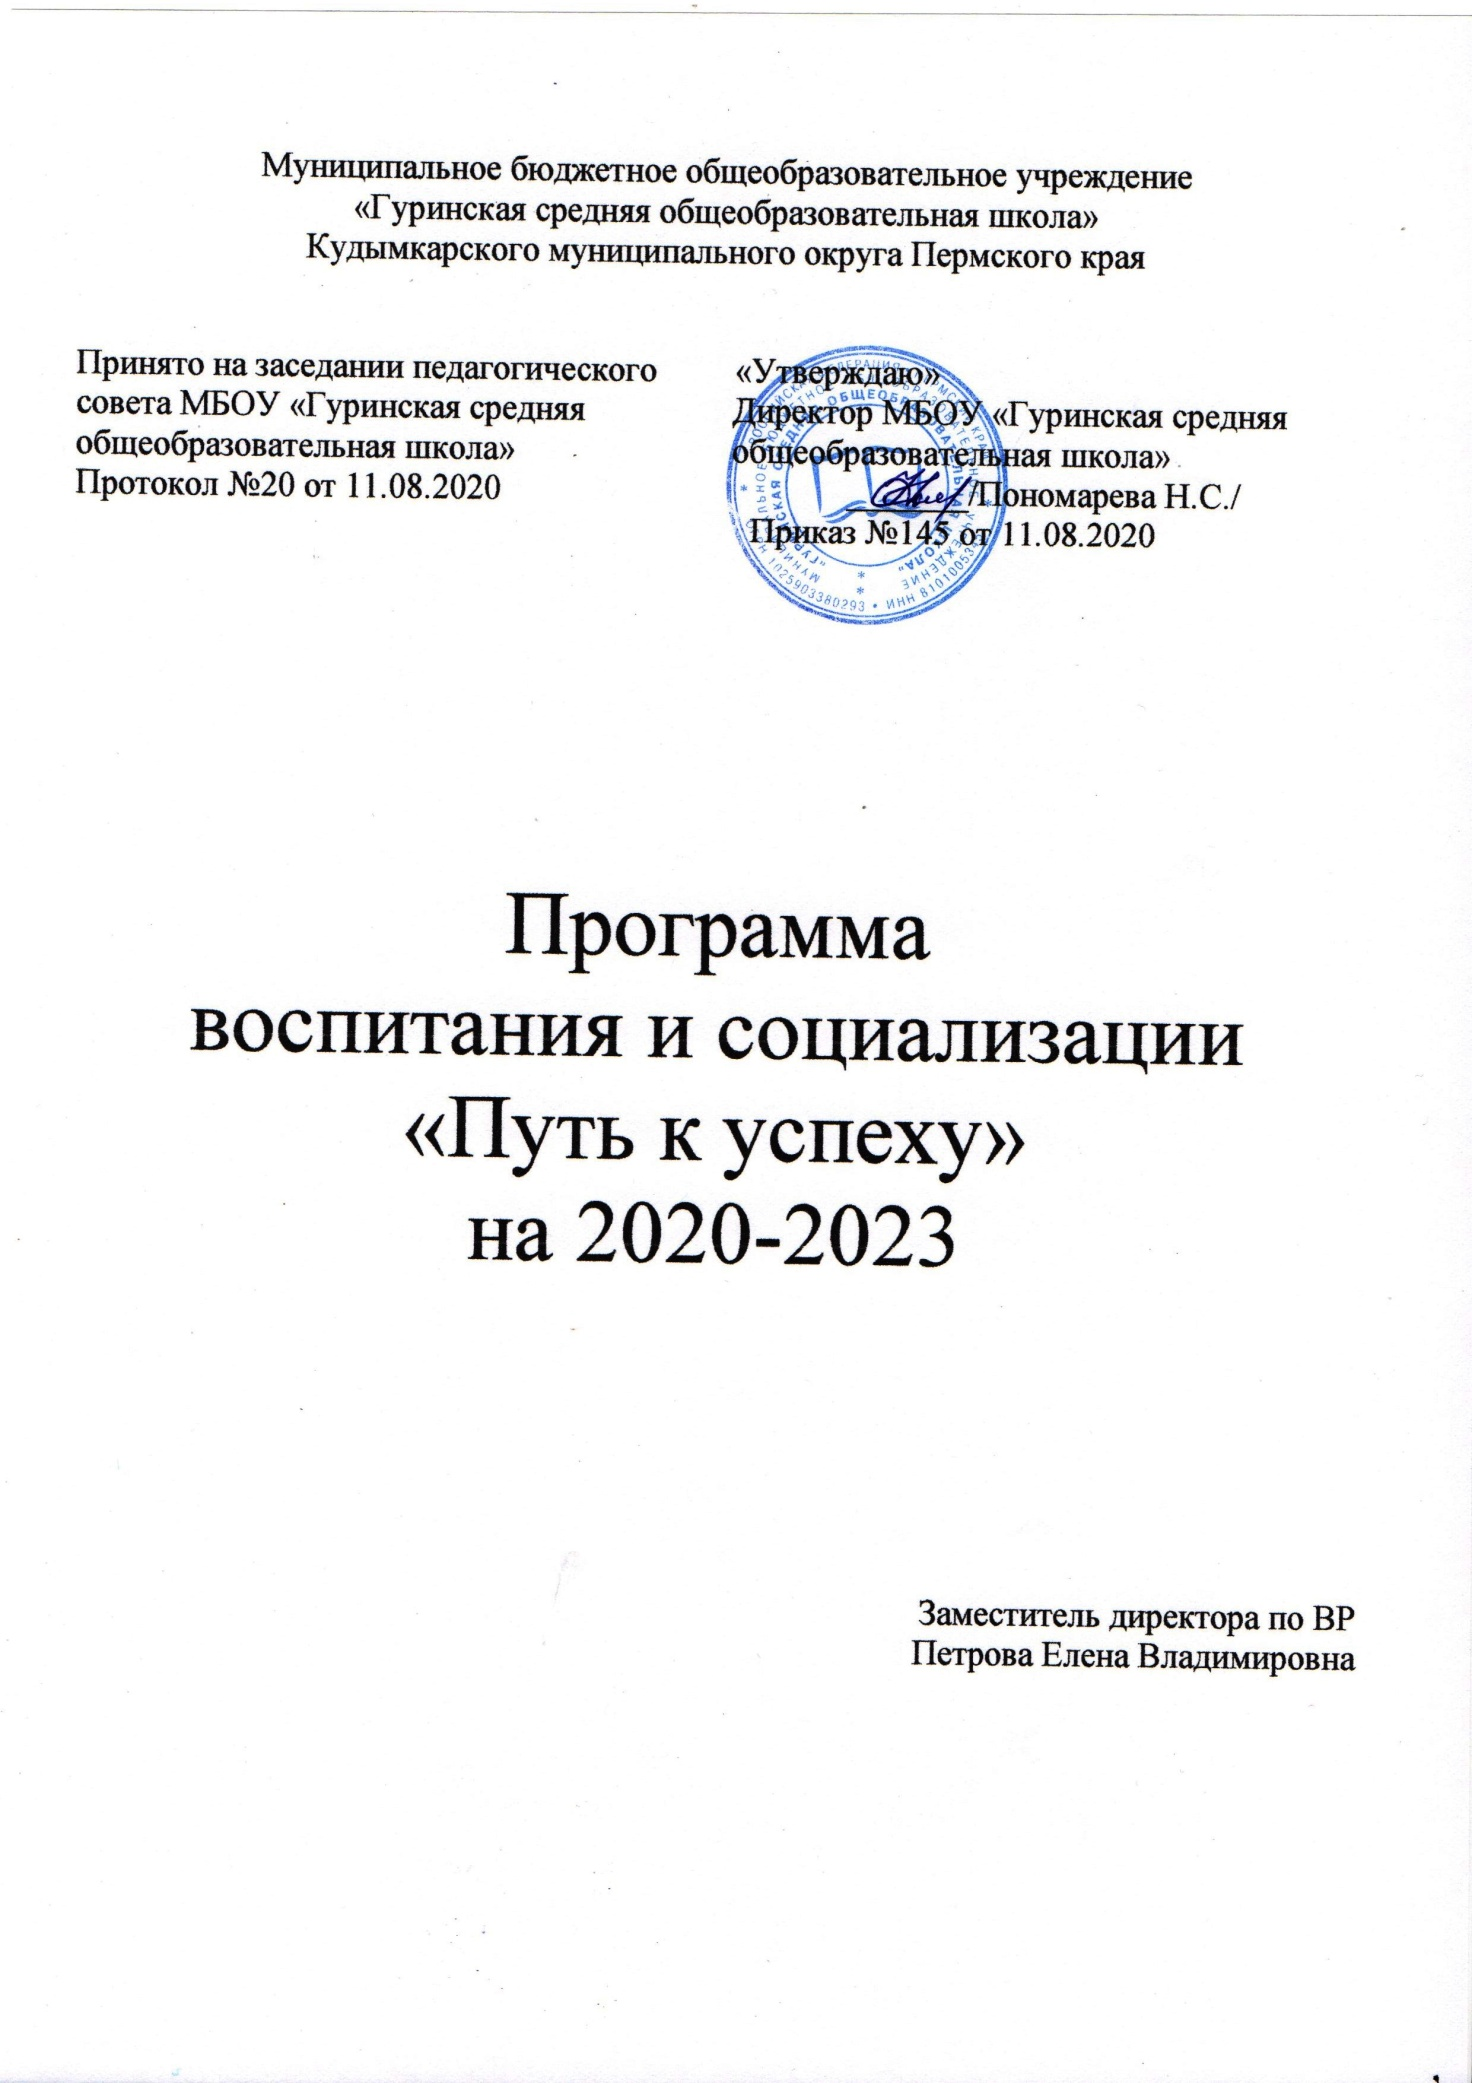 Муниципальное бюджетное общеобразовательное учреждение
«Гуринская средняя общеобразовательная школа»
Кудымкарского муниципального округа Пермского края
Принято на заседании педагогического
совета МБОУ «Гуринская средняя
общеобразовательная школа»
Протокол №20 от 11.08.2020
«Утверждаю»
Директор МБОУ «Гуринская средняя
общеобразовательная школа»
/Пономарева Н.С./
Приказ №145 от 11.08.2020
1025903380293 • ИНН
Программа
воспитания и социализации
«Путь к успеху»
на 2020-2023
Заместитель директора по ВР
Петрова Елена Владимировна